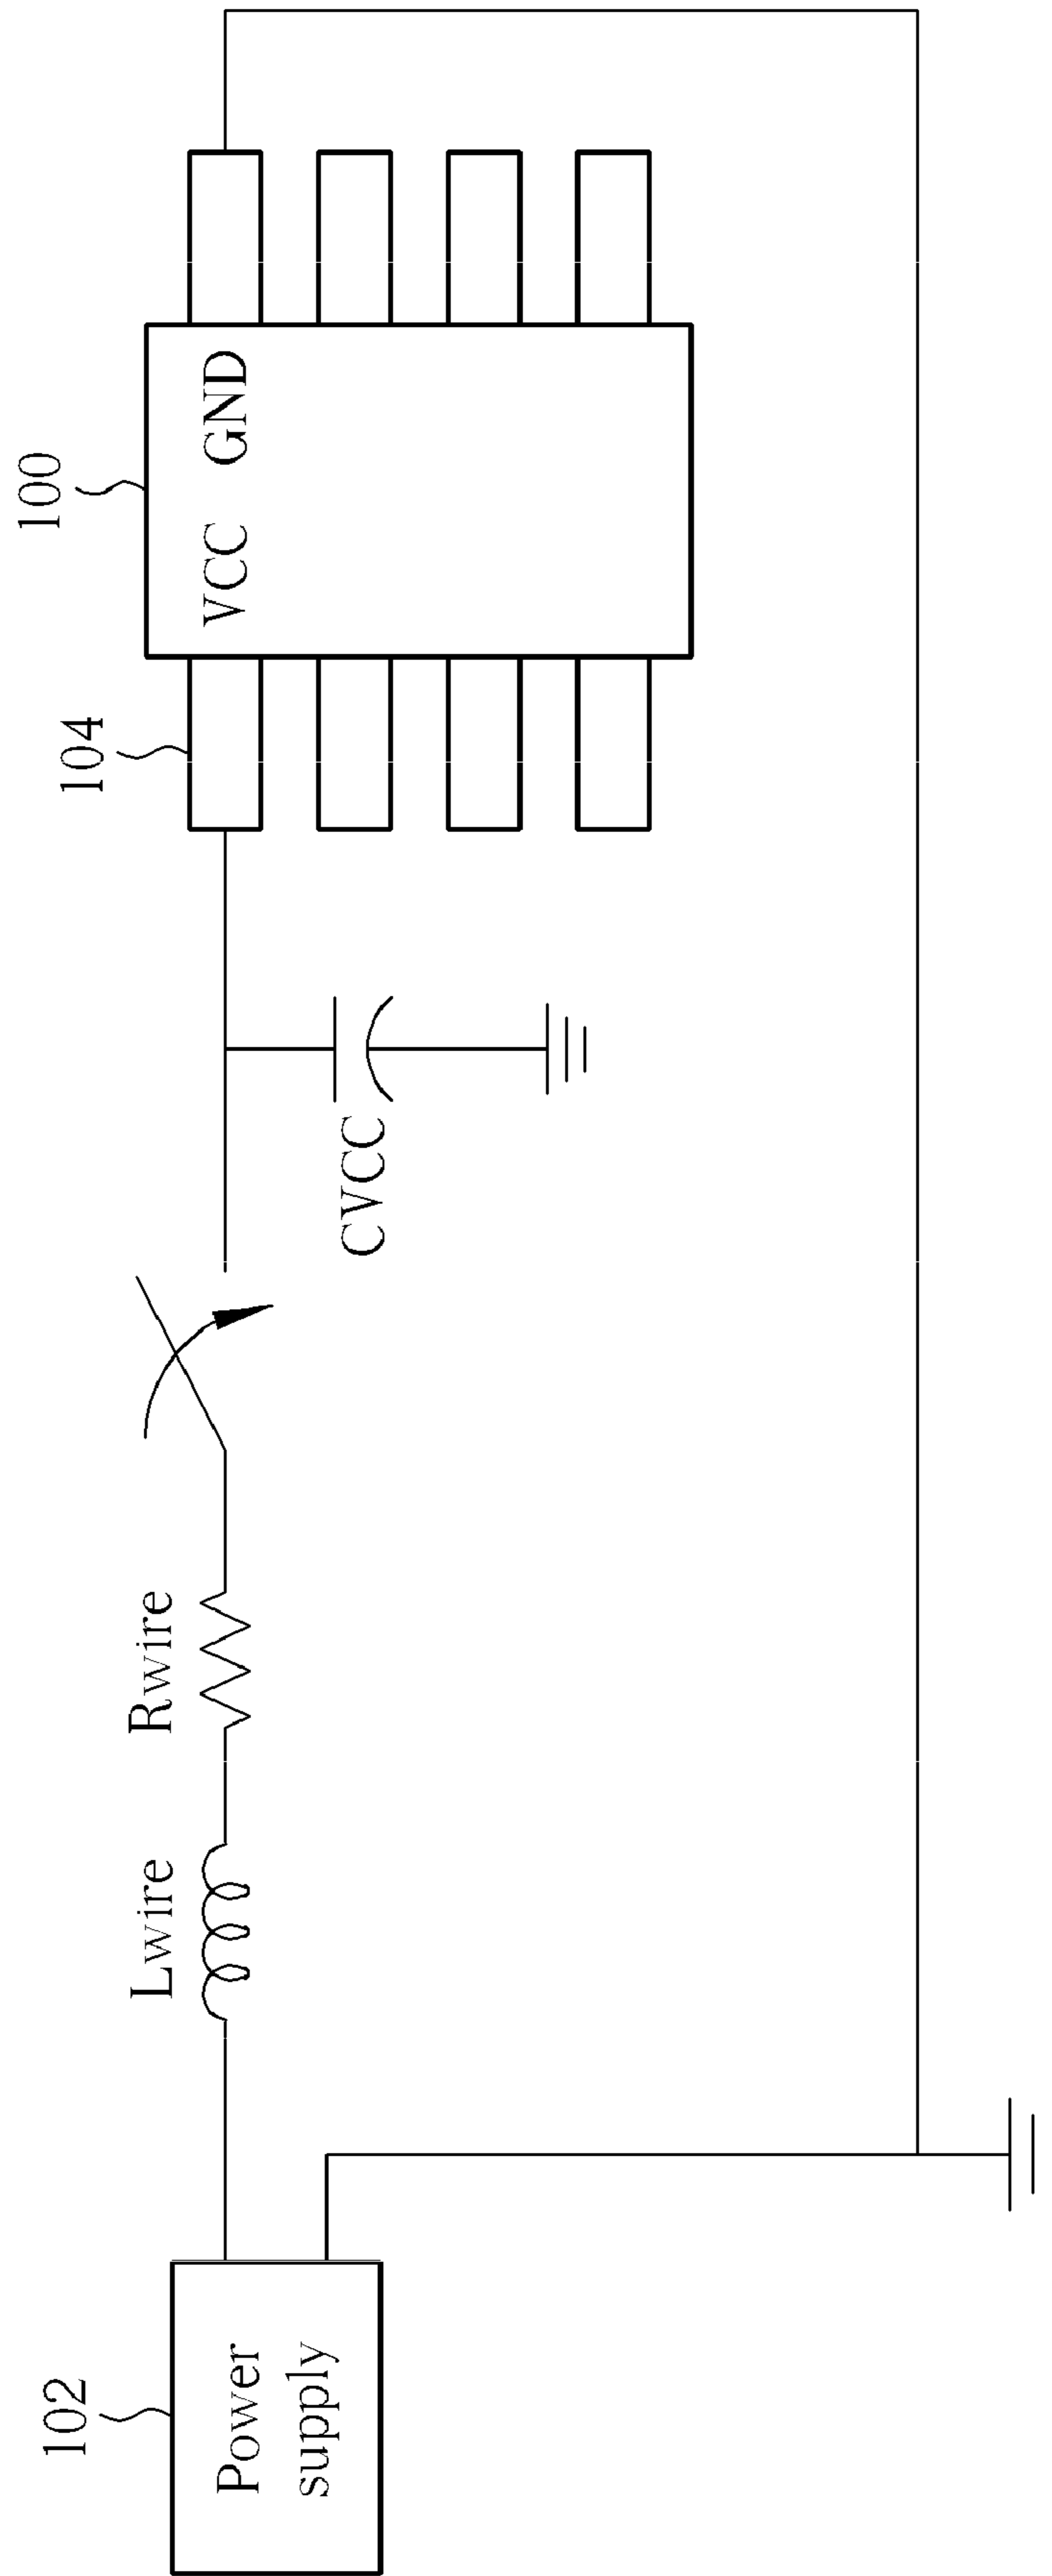 100
104
VCC GND
CVCC
Rwire
Lwire
102
Power
supply